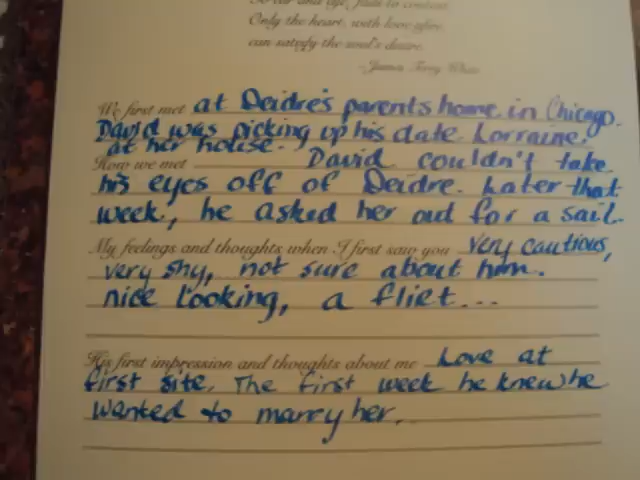 Only the heart, with love afire,
can satisfy the soul's desire.
-James Terry White
We first met at Deidre's parents home in Chicago.
David was picking up his date Lorraine.
at her house.
How we met David couldn't take
his eyes off of Deidre. Later that
week, he asked her out for a sail.
My feelings and thoughts when I first saw you very cautious,
very shy, not sure about him.
nice looking, a flirt...
His first impression and thoughts about me Love at
first site. The first week he knew he
wanted to marry her...